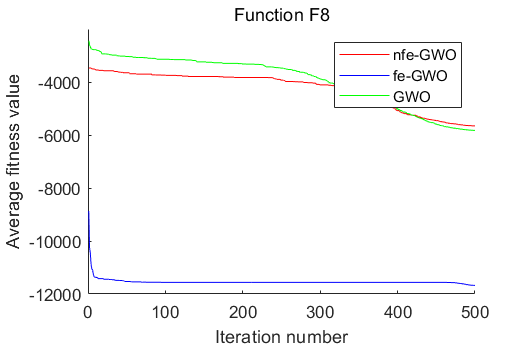 Function F8
nfe-GWO
fe-GWO
GWO
Average fitness value
-4000
-6000
-8000
-10000
-12000
0
100
200
300
400
500
Iteration number